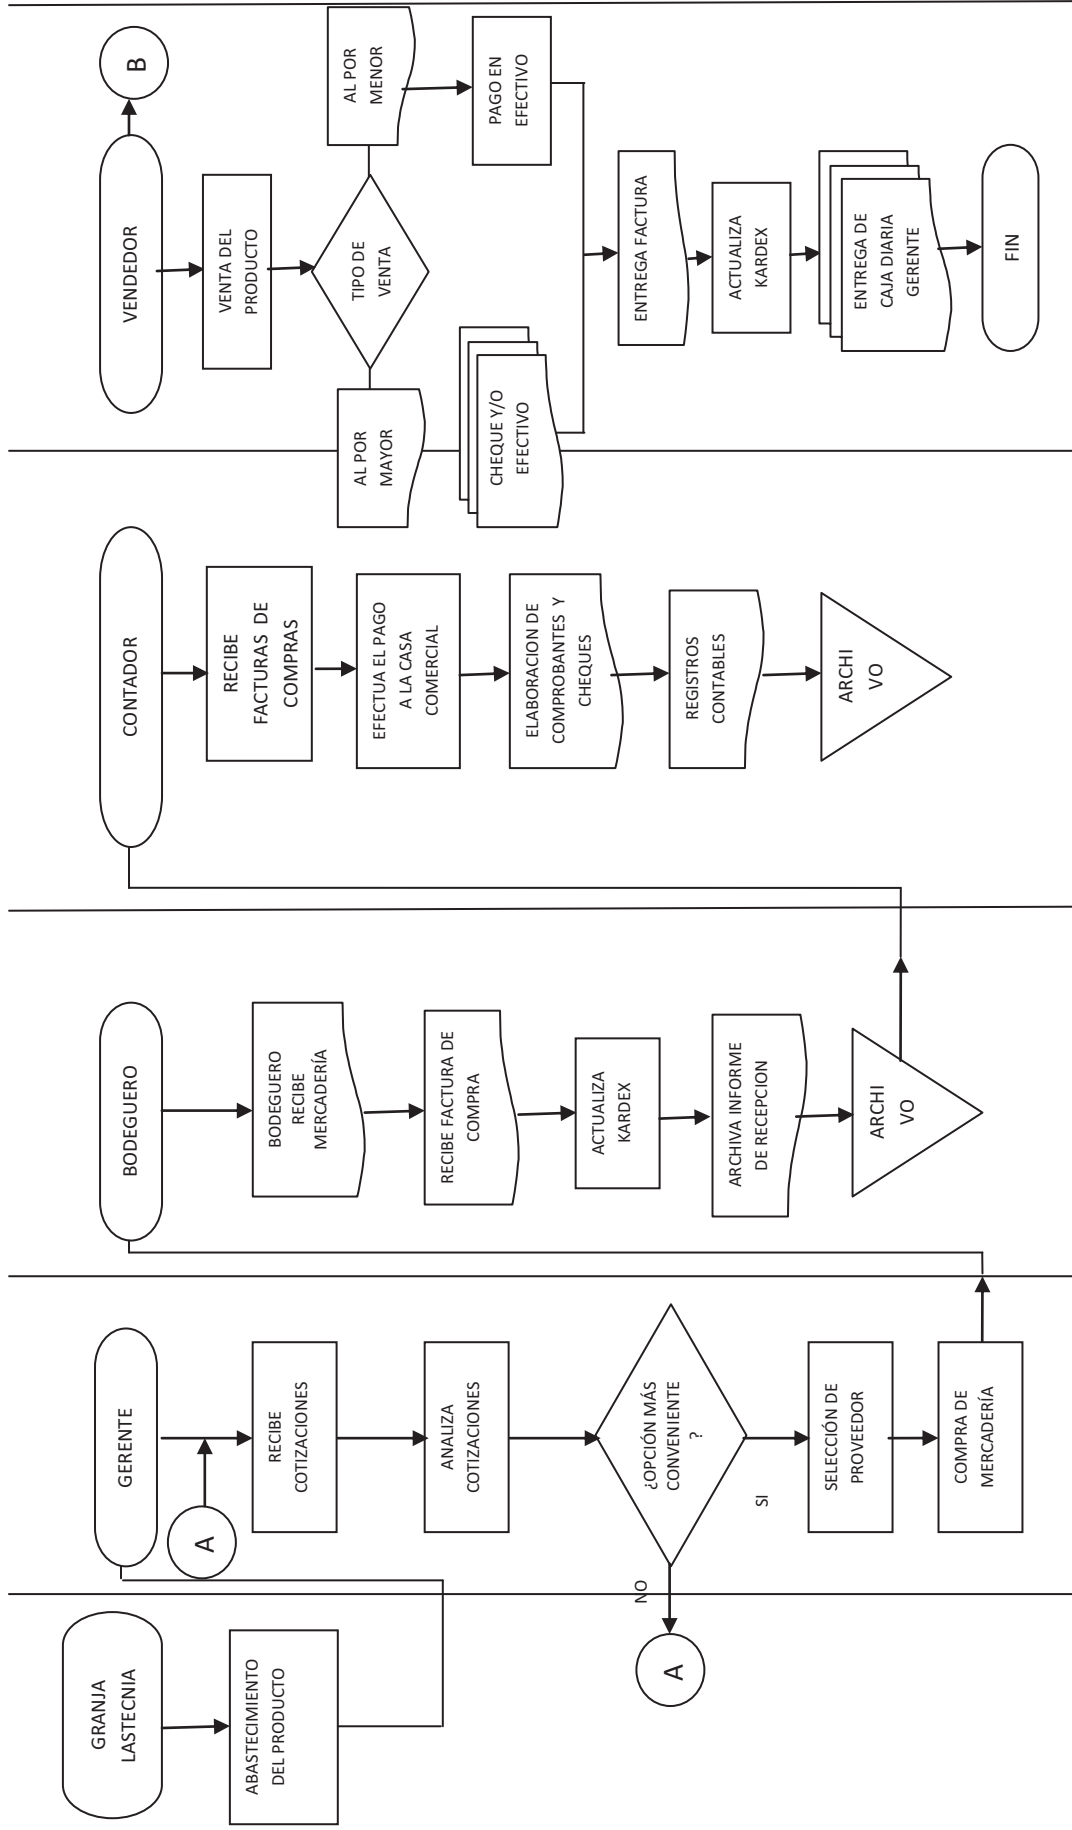 GRANJA
LASTECNIA
ABASTECIMIENTO
DEL PRODUCTO
GERENTE
A
RECIBE
COTIZACIONES
ANALIZA
COTIZACIONES
¿OPCIÓN MÁS
CONVENIENTE
?
NO
A
SI
SELECCIÓN DE
PROVEEDOR
COMPRA DE
MERCADERÍA
BODEGUERO
BODEGUERO
RECIBE
MERCADERÍA
RECIBE FACTURA DE
COMPRA
ACTUALIZA
KARDEX
ARCHIVA INFORME
DE RECEPCION
ARCHI
VO
CONTADOR
RECIBE
FACTURAS DE
COMPRAS
EFECTUA EL PAGO
A LA CASA
COMERCIAL
ELABORACION DE
COMPROBANTES Y
CHEQUES
REGISTROS
CONTABLES
ARCHI
VO
VENDEDOR
B
VENTA DEL
PRODUCTO
TIPO DE
VENTA
AL POR
MAYOR
AL POR
MENOR
CHEQUE Y/O
EFECTIVO
PAGO EN
EFECTIVO
ENTREGA FACTURA
ACTUALIZA
KARDEX
ENTREGA DE
CAJA DIARIA
GERENTE
FIN